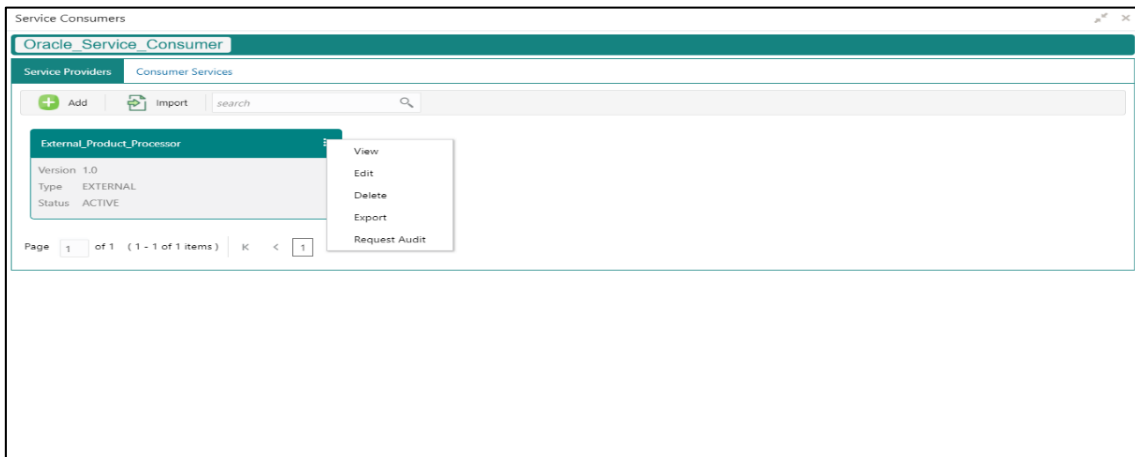 Service Consumers
Oracle_Service_Consumer
Service Providers Consumer Services
Add Import search
External_Product_Processor
Version 1.0
Type EXTERNAL
Status ACTIVE
View
Edit
Delete
Export
Request Audit
Page 1 of 1 ( 1 - 1 of 1 items ) K < 1